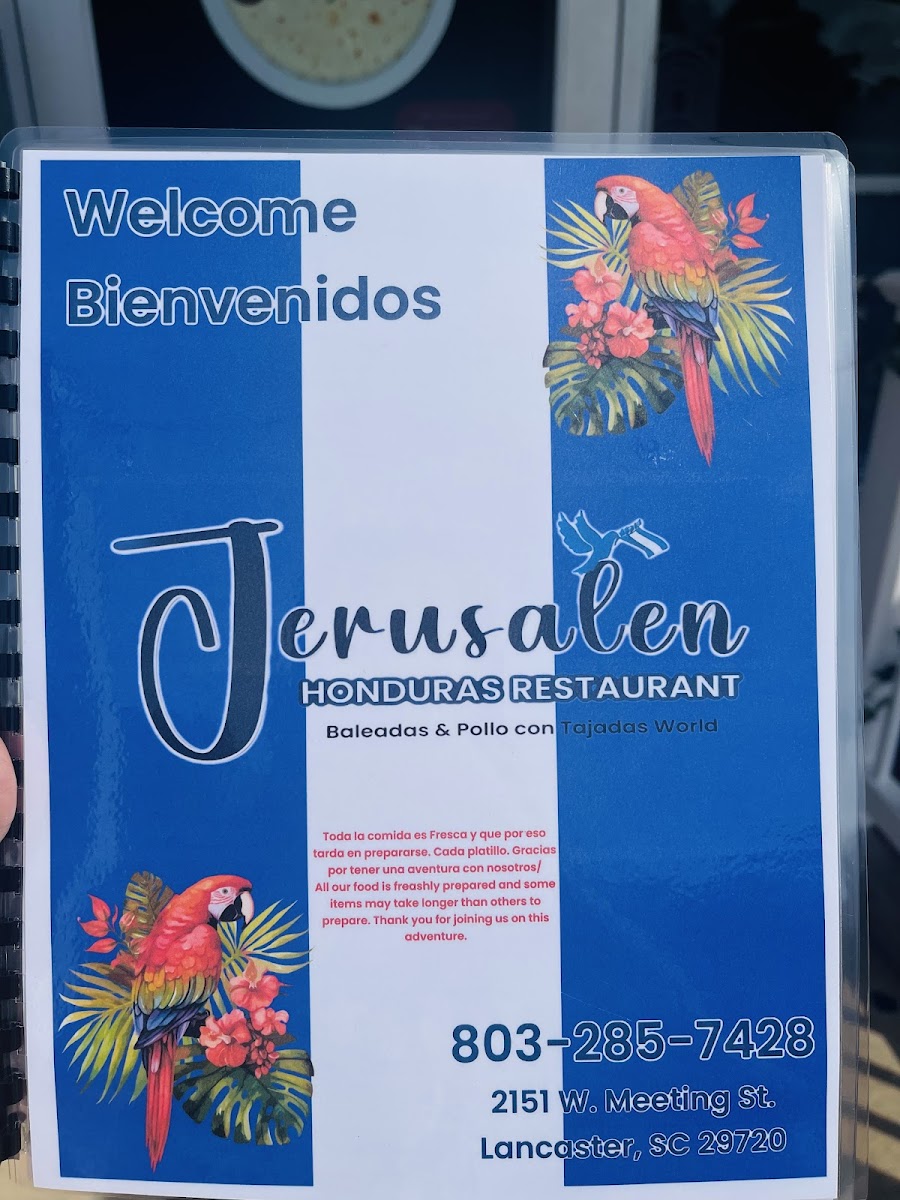 Welcome
Bienvenidos
Jerusalen
HONDURAS RESTAURANT
Baleadas & Pollo con Tajadas World
Toda la comida es Fresca y que por eso
tarda en prepararse. Cada platillo. Gracias
por tener una aventura con nosotros/
All our food is freashly prepared and some
items may take longer than others to
prepare. Thank you for joining us on this
adventure.
803-285-7428
2151 W. Meeting St.
Lancaster, SC 29720